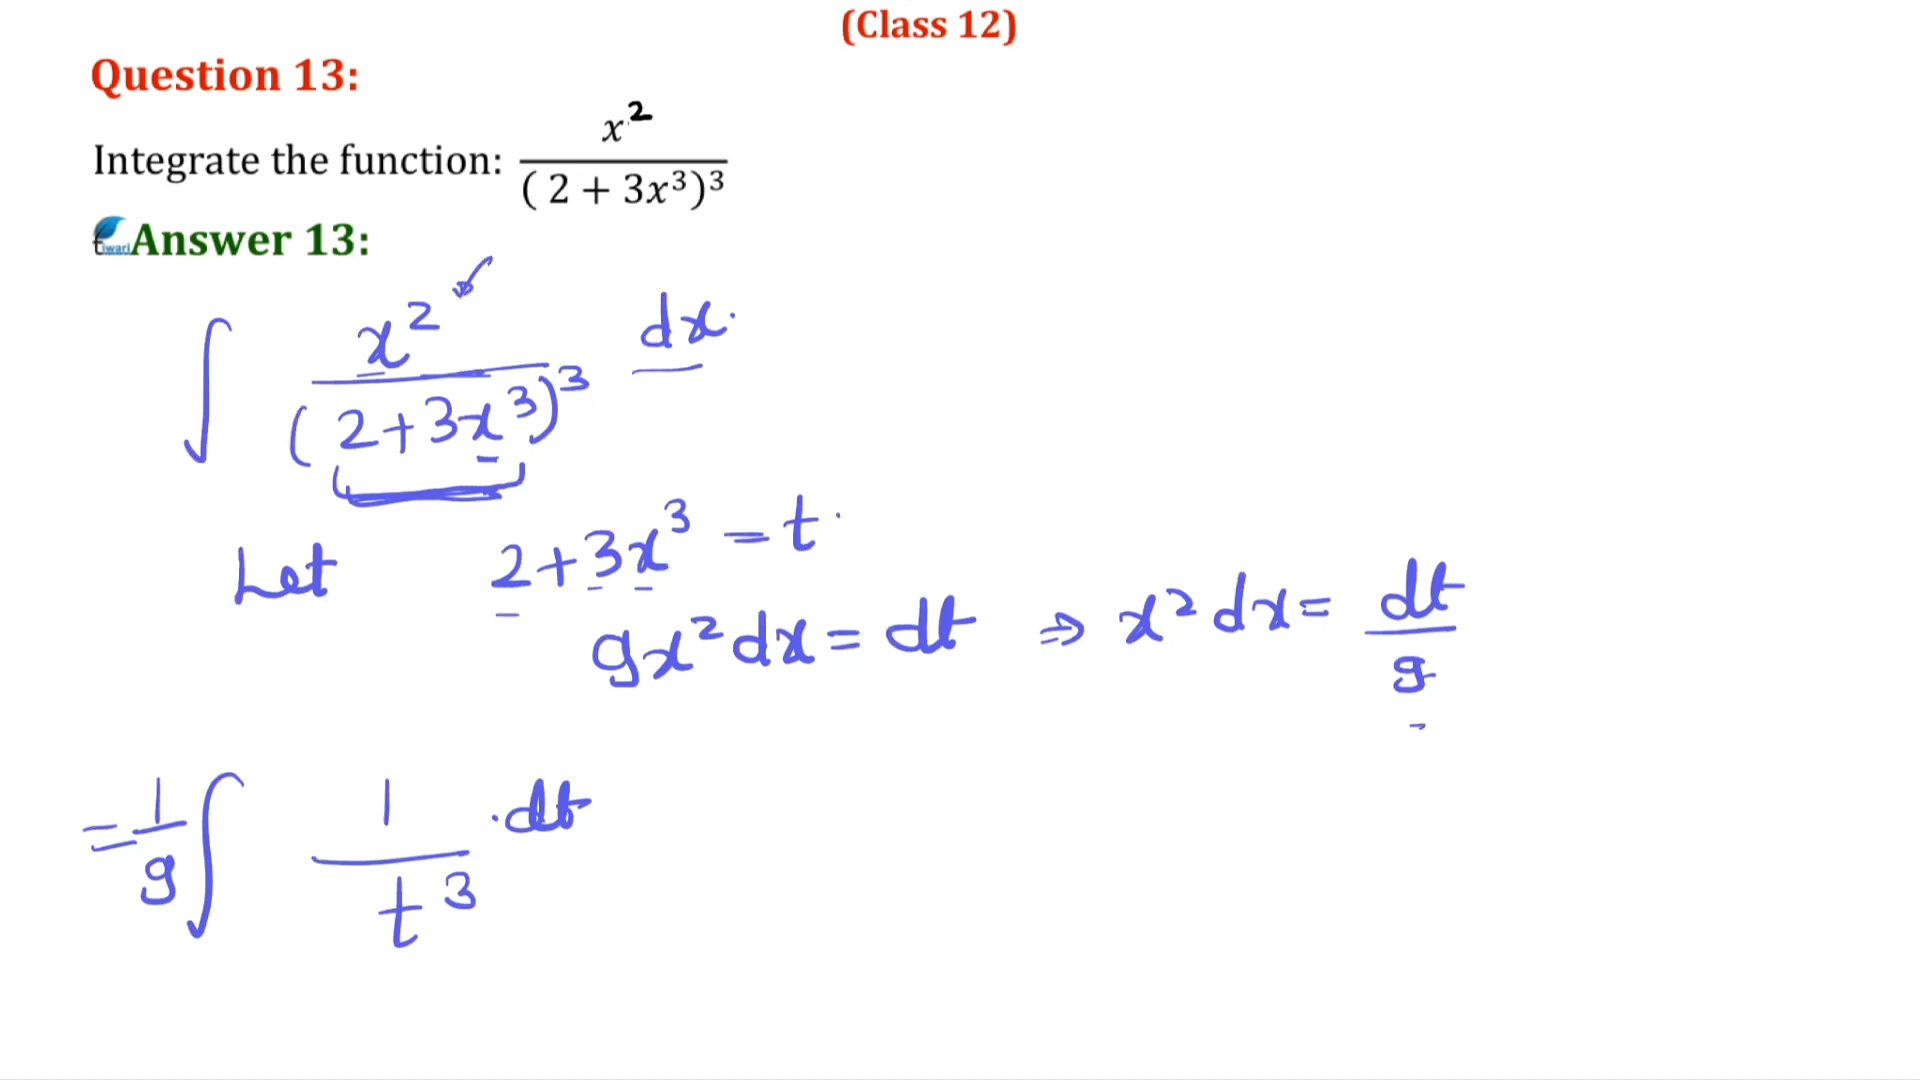 (Class 12)
Question 13:
Integrate the function: x² / ( 2 + 3x³)³
tiwari Answer 13:
∫ x² / (2+3x³)³ dx.
Let 2+3x³ = t.
9x²dx = dt ⇒ x²dx = dt/9
= 1/9 ∫ 1/t³ .dt